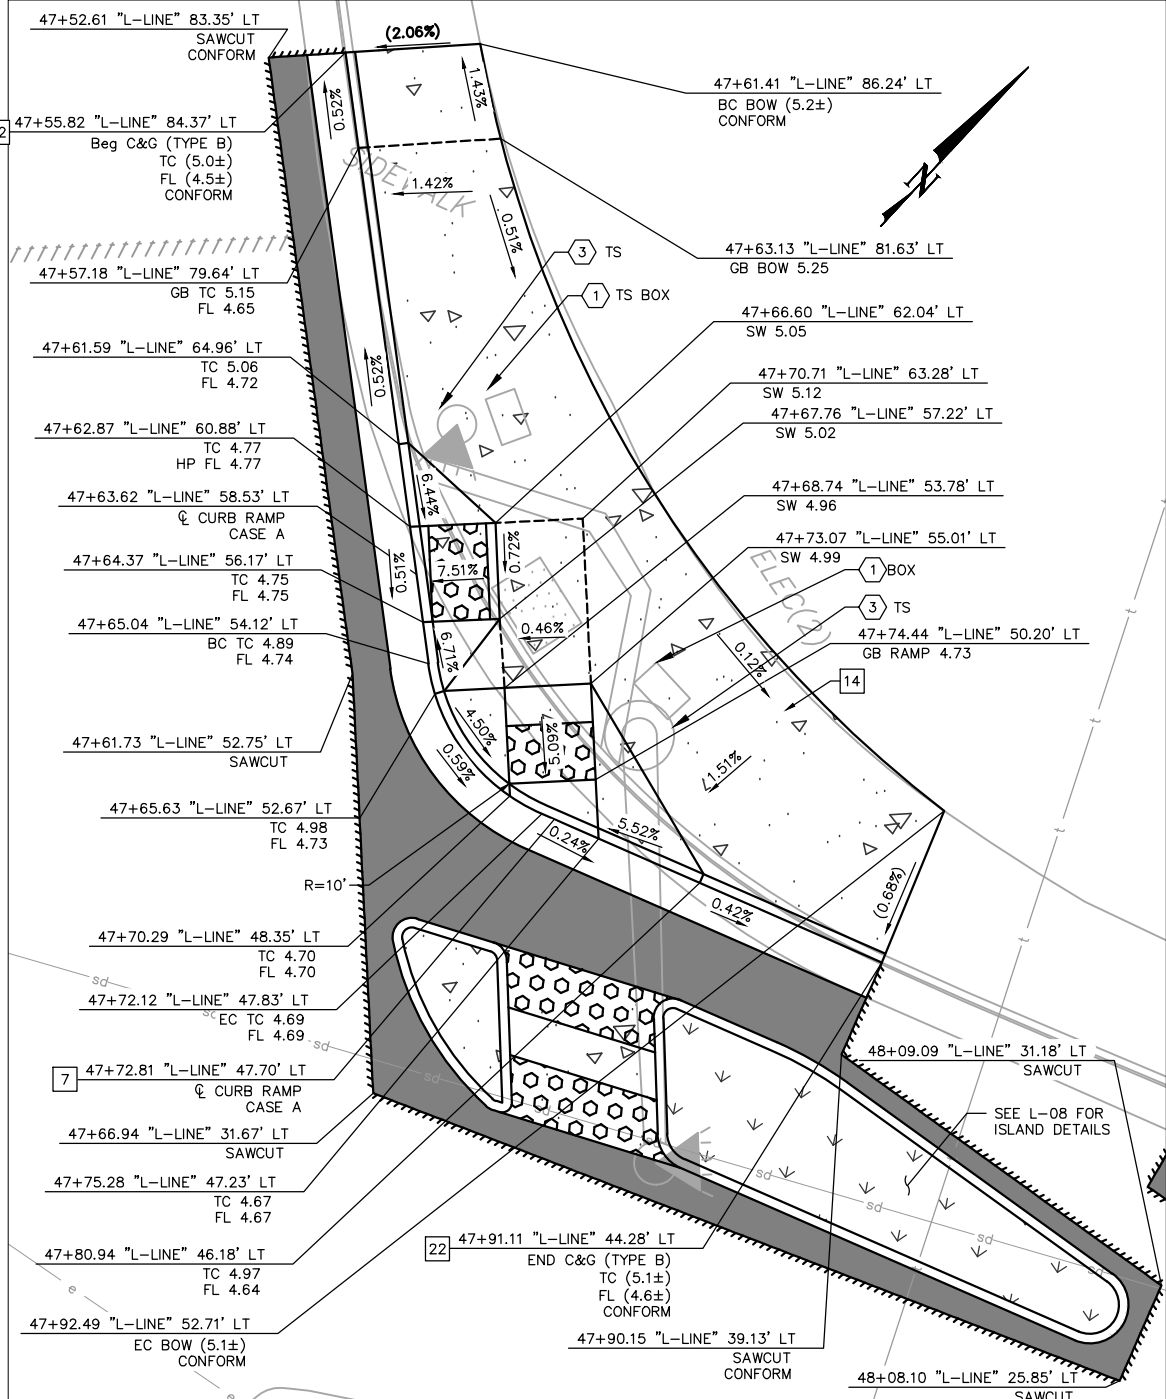 47+52.61 "L-LINE" 83.35' LT
SAWCUT
CONFORM
2
47+55.82 "L-LINE" 84.37' LT
Beg C&G (TYPE B)
TC (5.0±)
FL (4.5±)
CONFORM
47+57.18 "L-LINE" 79.64' LT
GB TC 5.15
FL 4.65
47+61.59 "L-LINE" 64.96' LT
TC 5.06
FL 4.72
47+62.87 "L-LINE" 60.88' LT
TC 4.77
HP FL 4.77
47+63.62 "L-LINE" 58.53' LT
℄ CURB RAMP
CASE A
47+64.37 "L-LINE" 56.17' LT
TC 4.75
FL 4.75
47+65.04 "L-LINE" 54.12' LT
BC TC 4.89
FL 4.74
47+61.73 "L-LINE" 52.75' LT
SAWCUT
47+65.63 "L-LINE" 52.67' LT
TC 4.98
FL 4.73
R=10'
47+70.29 "L-LINE" 48.35' LT
TC 4.70
FL 4.70
47+72.12 "L-LINE" 47.83' LT
EC TC 4.69
FL 4.69
7
47+72.81 "L-LINE" 47.70' LT
℄ CURB RAMP
CASE A
47+66.94 "L-LINE" 31.67' LT
SAWCUT
47+75.28 "L-LINE" 47.23' LT
TC 4.67
FL 4.67
47+80.94 "L-LINE" 46.18' LT
TC 4.97
FL 4.64
47+92.49 "L-LINE" 52.71' LT
EC BOW (5.1±)
CONFORM
(2.06%)
1.43%
0.52%
SIDEWALK
1.42%
0.51%
3 TS
1 TS BOX
0.52%
6.44%
0.51%
7.51%
0.72%
0.46%
6.71%
4.50%
0.59%
5.09%
0.24%
5.52%
0.42%
0.12%
1.51%
(0.68%)
ELEC(2)
N
47+61.41 "L-LINE" 86.24' LT
BC BOW (5.2±)
CONFORM
47+63.13 "L-LINE" 81.63' LT
GB BOW 5.25
47+66.60 "L-LINE" 62.04' LT
SW 5.05
47+70.71 "L-LINE" 63.28' LT
SW 5.12
47+67.76 "L-LINE" 57.22' LT
SW 5.02
47+68.74 "L-LINE" 53.78' LT
SW 4.96
47+73.07 "L-LINE" 55.01' LT
SW 4.99
1 BOX
3 TS
47+74.44 "L-LINE" 50.20' LT
GB RAMP 4.73
14
48+09.09 "L-LINE" 31.18' LT
SAWCUT
SEE L-08 FOR
ISLAND DETAILS
22
47+91.11 "L-LINE" 44.28' LT
END C&G (TYPE B)
TC (5.1±)
FL (4.6±)
CONFORM
47+90.15 "L-LINE" 39.13' LT
SAWCUT
CONFORM
48+08.10 "L-LINE" 25.85' LT
SAWCUT
sd
sd
sd
sd
sd
sd
sd
sd
t
t
t
t
t
e
e